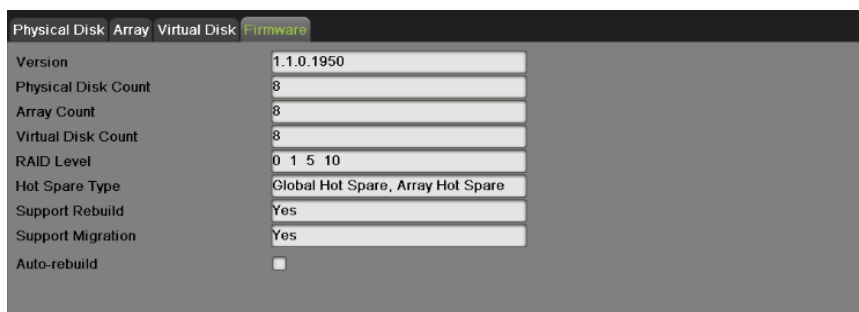 Physical Disk Array Virtual Disk Firmware
Version 1.1.0.1950
Physical Disk Count 8
Array Count 8
Virtual Disk Count 8
RAID Level 0 1 5 10
Hot Spare Type Global Hot Spare, Array Hot Spare
Support Rebuild Yes
Support Migration Yes
Auto-rebuild